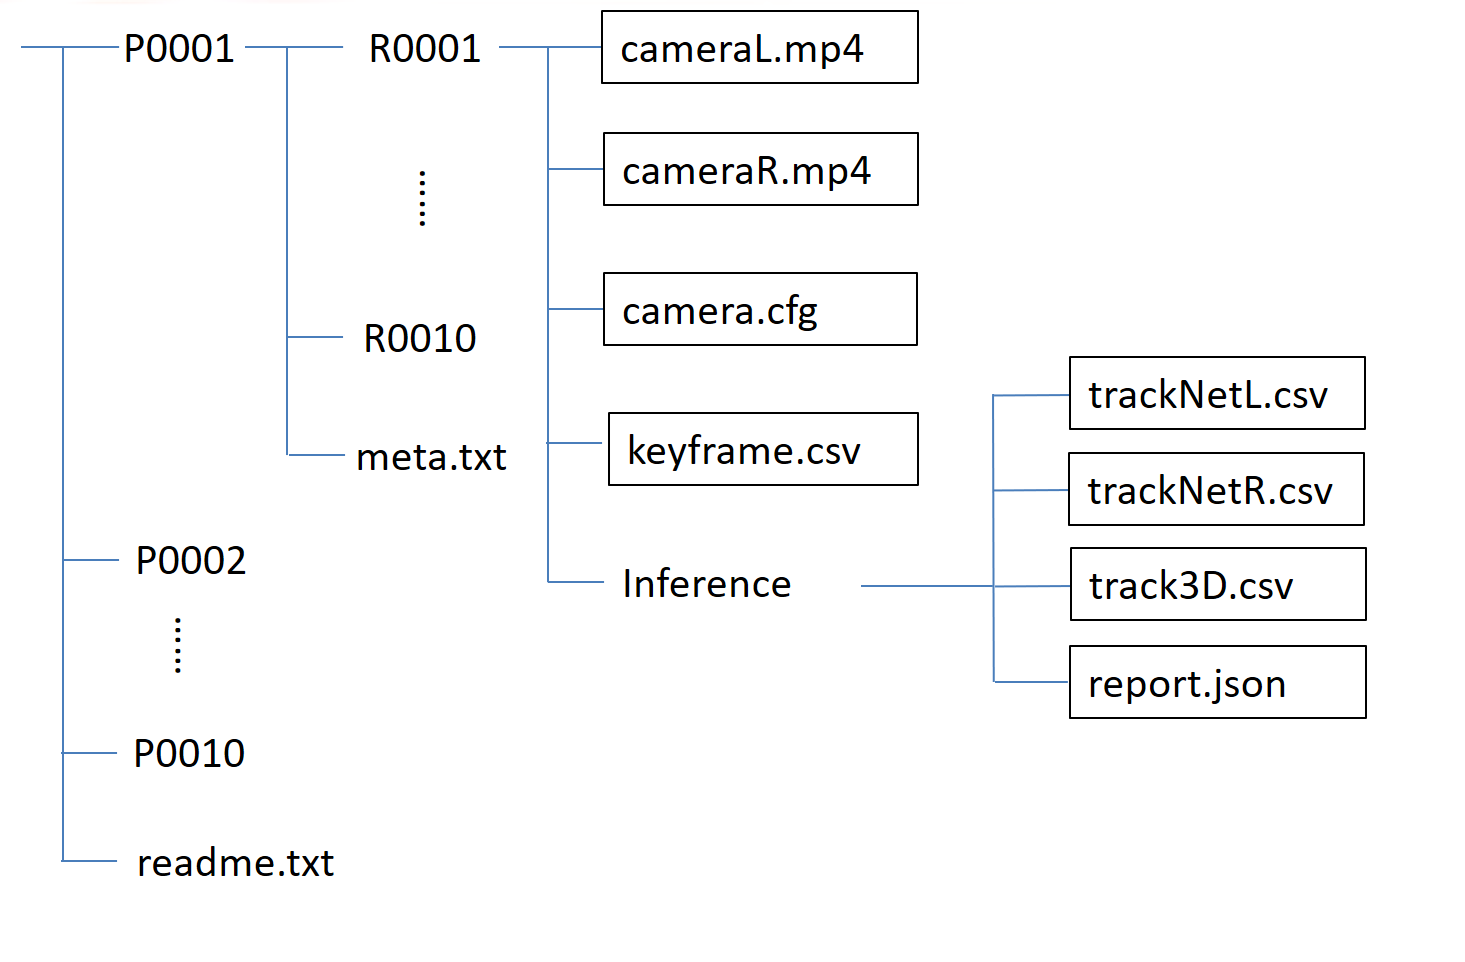 P0001
R0001
cameraL.mp4
cameraR.mp4
camera.cfg
R0010
keyframe.csv
meta.txt
trackNetL.csv
trackNetR.csv
P0002
Inference
track3D.csv
report.json
P0010
readme.txt